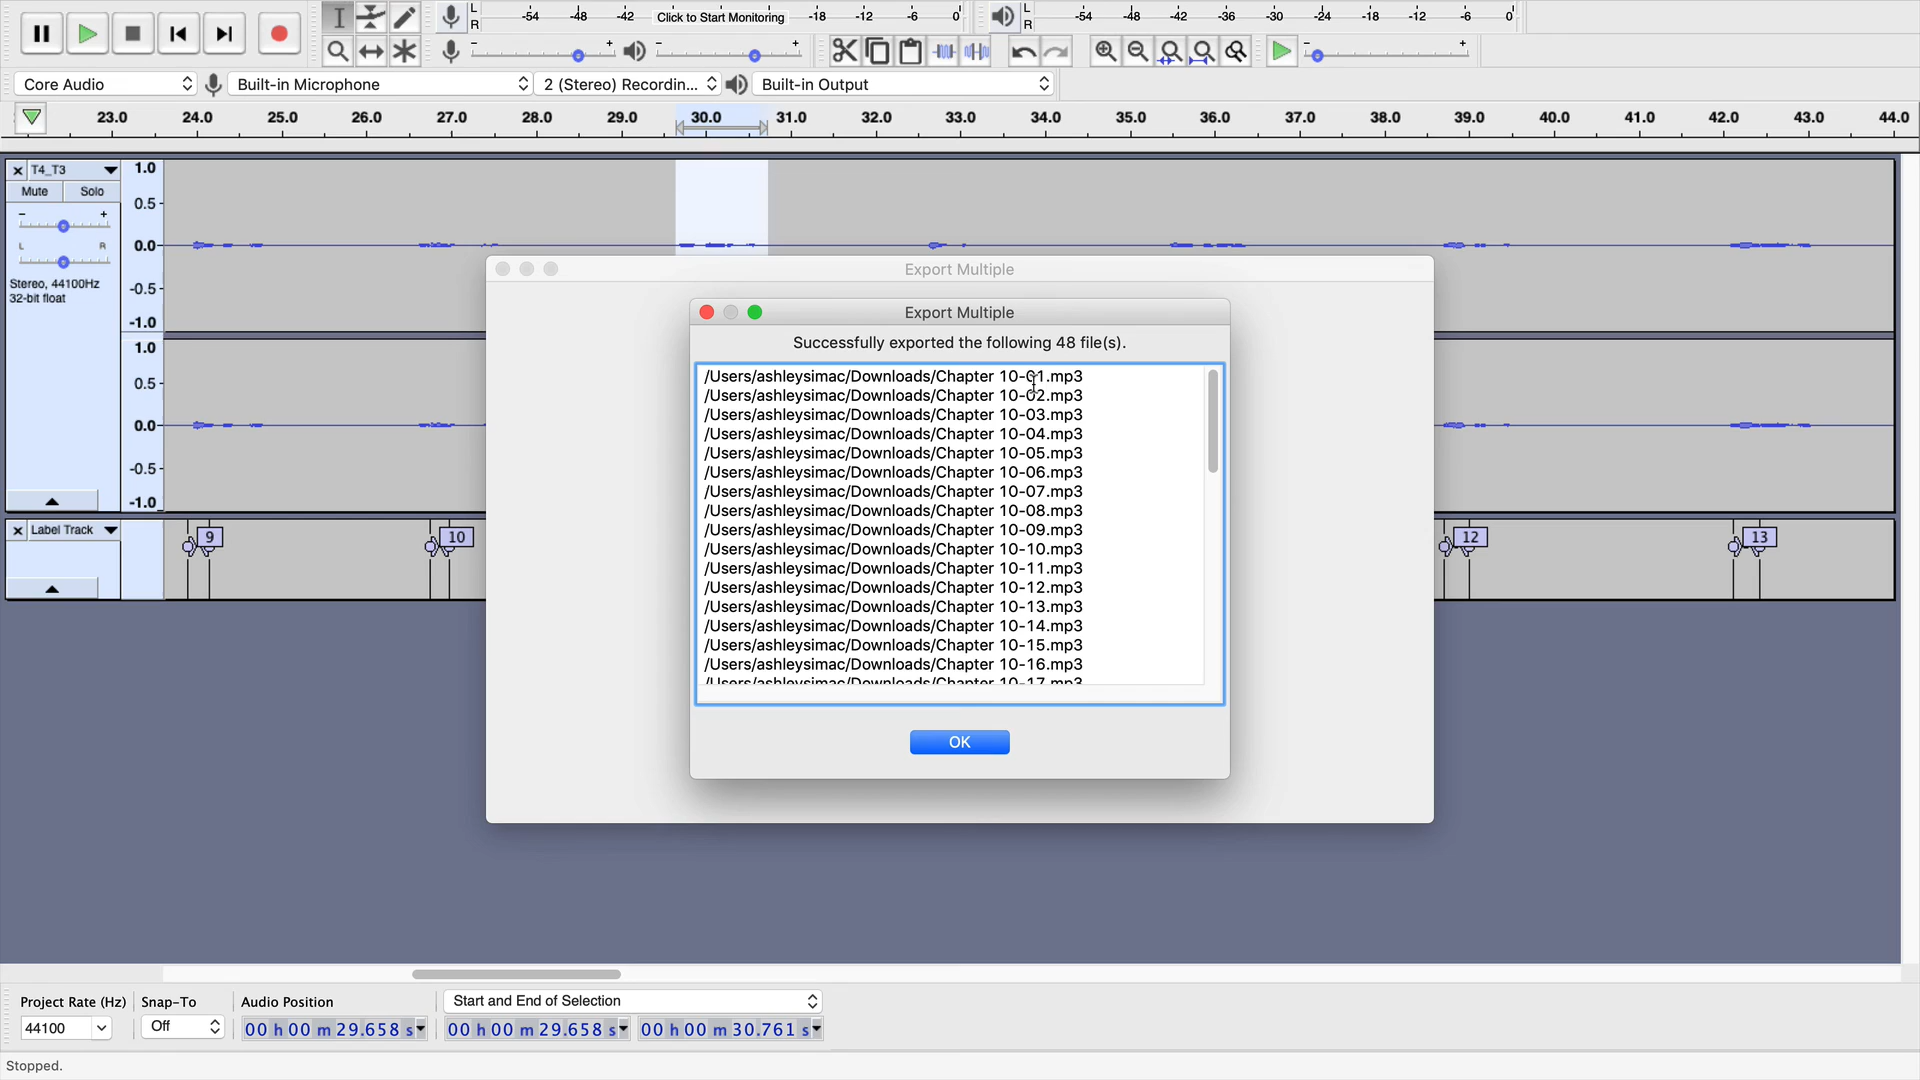 L
R
-54 -48 -42 Click to Start Monitoring -18 -12 -6 0
L
R
-54 -48 -42 -36 -30 -24 -18 -12 -6 0
- +
- +
- +
Core Audio
Built-in Microphone
2 (Stereo) Recordin...
Built-in Output
23.0 24.0 25.0 26.0 27.0 28.0 29.0 30.0 31.0 32.0 33.0 34.0 35.0 36.0 37.0 38.0 39.0 40.0 41.0 42.0 43.0 44.0
T4_T3
Mute Solo
- +
L R
Stereo, 44100Hz
32-bit float
1.0
0.5
0.0
-0.5
-1.0
1.0
0.5
0.0
-0.5
-1.0
Label Track
9
10
12
13
Export Multiple
Export Multiple
Successfully exported the following 48 file(s).
/Users/ashleysimac/Downloads/Chapter 10-01.mp3
/Users/ashleysimac/Downloads/Chapter 10-02.mp3
/Users/ashleysimac/Downloads/Chapter 10-03.mp3
/Users/ashleysimac/Downloads/Chapter 10-04.mp3
/Users/ashleysimac/Downloads/Chapter 10-05.mp3
/Users/ashleysimac/Downloads/Chapter 10-06.mp3
/Users/ashleysimac/Downloads/Chapter 10-07.mp3
/Users/ashleysimac/Downloads/Chapter 10-08.mp3
/Users/ashleysimac/Downloads/Chapter 10-09.mp3
/Users/ashleysimac/Downloads/Chapter 10-10.mp3
/Users/ashleysimac/Downloads/Chapter 10-11.mp3
/Users/ashleysimac/Downloads/Chapter 10-12.mp3
/Users/ashleysimac/Downloads/Chapter 10-13.mp3
/Users/ashleysimac/Downloads/Chapter 10-14.mp3
/Users/ashleysimac/Downloads/Chapter 10-15.mp3
/Users/ashleysimac/Downloads/Chapter 10-16.mp3
/Users/ashleysimac/Downloads/Chapter 10-17.mp3
OK
Project Rate (Hz) Snap-To Audio Position Start and End of Selection
44100 Off 00 h 00 m 29.658 s 00 h 00 m 29.658 s 00 h 00 m 30.761 s
Stopped.